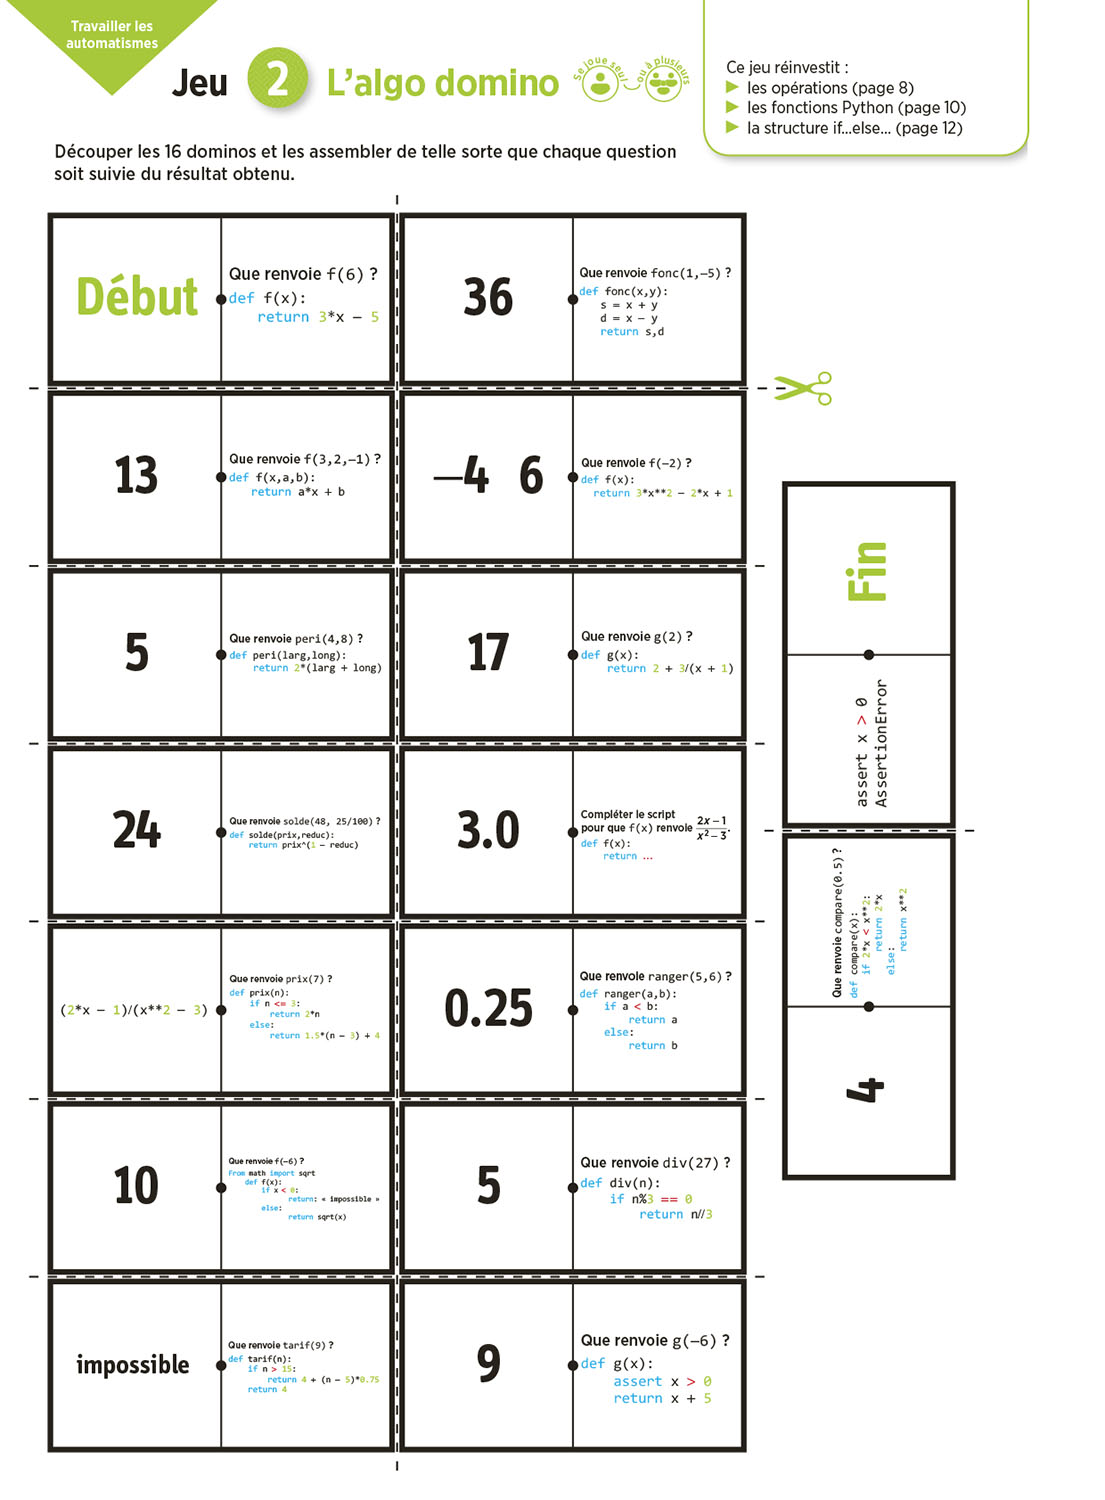 Travailler les
automatismes
Jeu 2 L'algo domino
Se joue seul ou à plusieurs
Ce jeu réinvestit :
les opérations (page 8)
les fonctions Python (page 10)
la structure if...else... (page 12)
Découper les 16 dominos et les assembler de telle sorte que chaque question
soit suivie du résultat obtenu.
Début
Que renvoie f(6) ?
def f(x):
return 3*x – 5
36
Que renvoie fonc(1,–5) ?
def fonc(x,y):
s = x + y
d = x – y
return s,d
13
Que renvoie f(3,2,–1) ?
def f(x,a,b):
return a*x + b
–4 6
Que renvoie f(–2) ?
def f(x):
return 3*x**2 – 2*x + 1
5
Que renvoie peri(4,8) ?
def peri(larg,long):
return 2*(larg + long)
17
Que renvoie g(2) ?
def g(x):
return 2 + 3/(x + 1)
24
Que renvoie solde(48, 25/100) ?
def solde(prix,reduc):
return prix^(1 – reduc)
3.0
Compléter le script
pour que f(x) renvoie (2x – 1)/(x² – 3).
def f(x):
return ...
(2*x – 1)/(x**2 – 3)
Que renvoie prix(7) ?
def prix(n):
if n <= 3:
return 2*n
else:
return 1.5*(n – 3) + 4
0.25
Que renvoie ranger(5,6) ?
def ranger(a,b):
if a < b:
return a
else:
return b
10
Que renvoie f(–6) ?
From math import sqrt
def f(x):
if x < 0:
return: « impossible »
else:
return sqrt(x)
5
Que renvoie div(27) ?
def div(n):
if n%3 == 0
return n//3
impossible
Que renvoie tarif(9) ?
def tarif(n):
if n > 15:
return 4 + (n – 5)*0.75
return 4
9
Que renvoie g(–6) ?
def g(x):
assert x > 0
return x + 5
Fin
assert x > 0
AssertionError
Que renvoie compare(0.5) ?
def compare(x):
if 2*x < x**2:
return 2*x
else:
return x**2
4